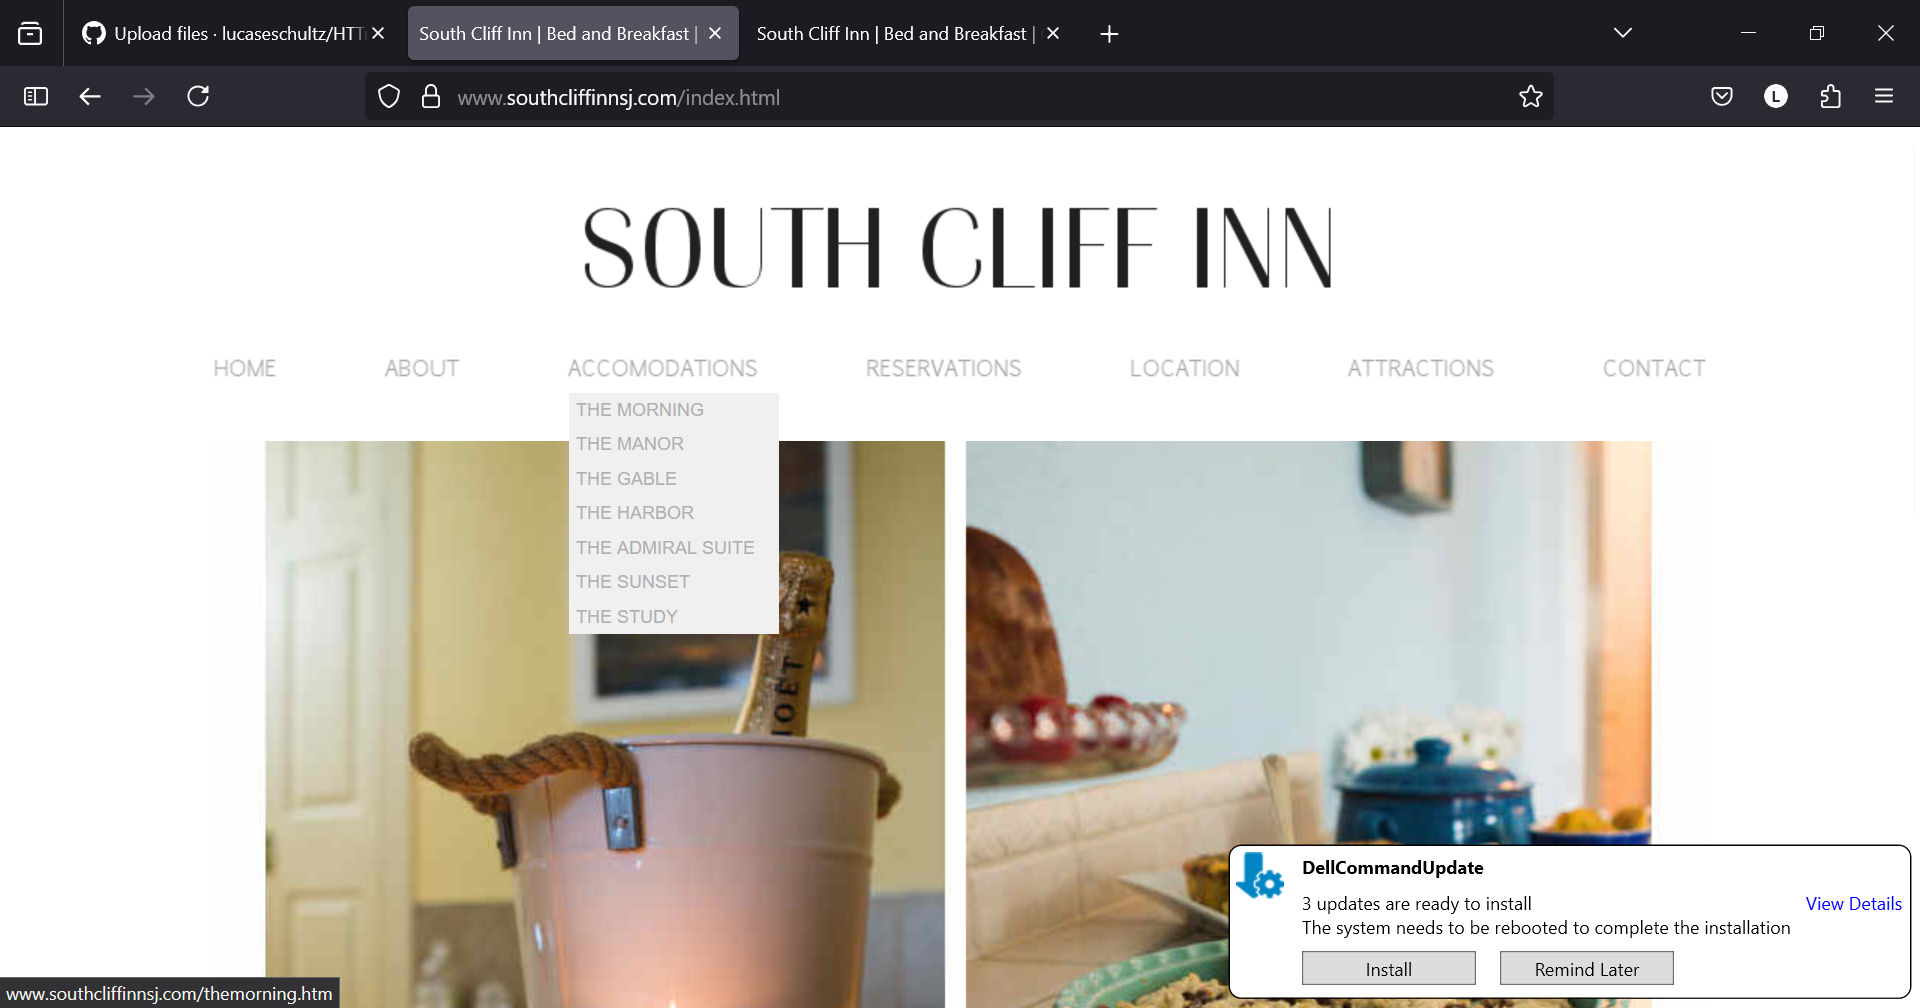 Upload files · lucaseschultz/HTT
South Cliff Inn | Bed and Breakfast |
South Cliff Inn | Bed and Breakfast |
www.southcliffinnsj.com/index.html
L
SOUTH CLIFF INN
HOME
ABOUT
ACCOMODATIONS
RESERVATIONS
LOCATION
ATTRACTIONS
CONTACT
THE MORNING
THE MANOR
THE GABLE
THE HARBOR
THE ADMIRAL SUITE
THE SUNSET
THE STUDY
MOËT
DellCommandUpdate
3 updates are ready to install
View Details
The system needs to be rebooted to complete the installation
Install
Remind Later
www.southcliffinnsj.com/themorning.htm